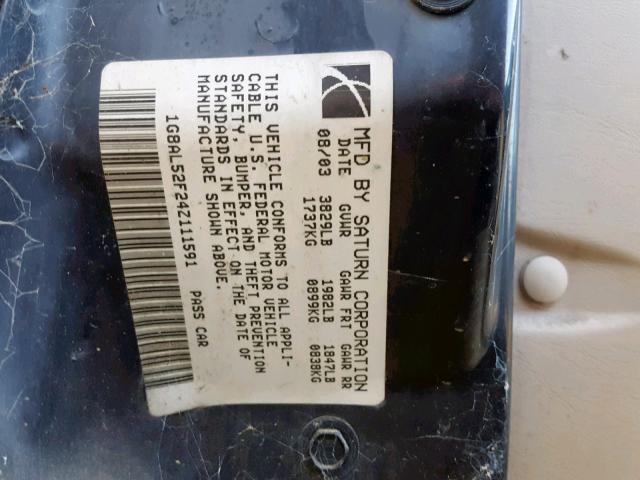 MFD BY SATURN CORPORATION
DATE GVWR GAWR FRT GAWR RR
08/03 3829LB 1982LB 1847LB
1737KG 0899KG 0838KG
THIS VEHICLE CONFORMS TO ALL APPLI-
CABLE U.S. FEDERAL MOTOR VEHICLE
SAFETY, BUMPER, AND THEFT PREVENTION
STANDARDS IN EFFECT ON THE DATE OF
MANUFACTURE SHOWN ABOVE.
1G8AL52F24Z111591 PASS CAR